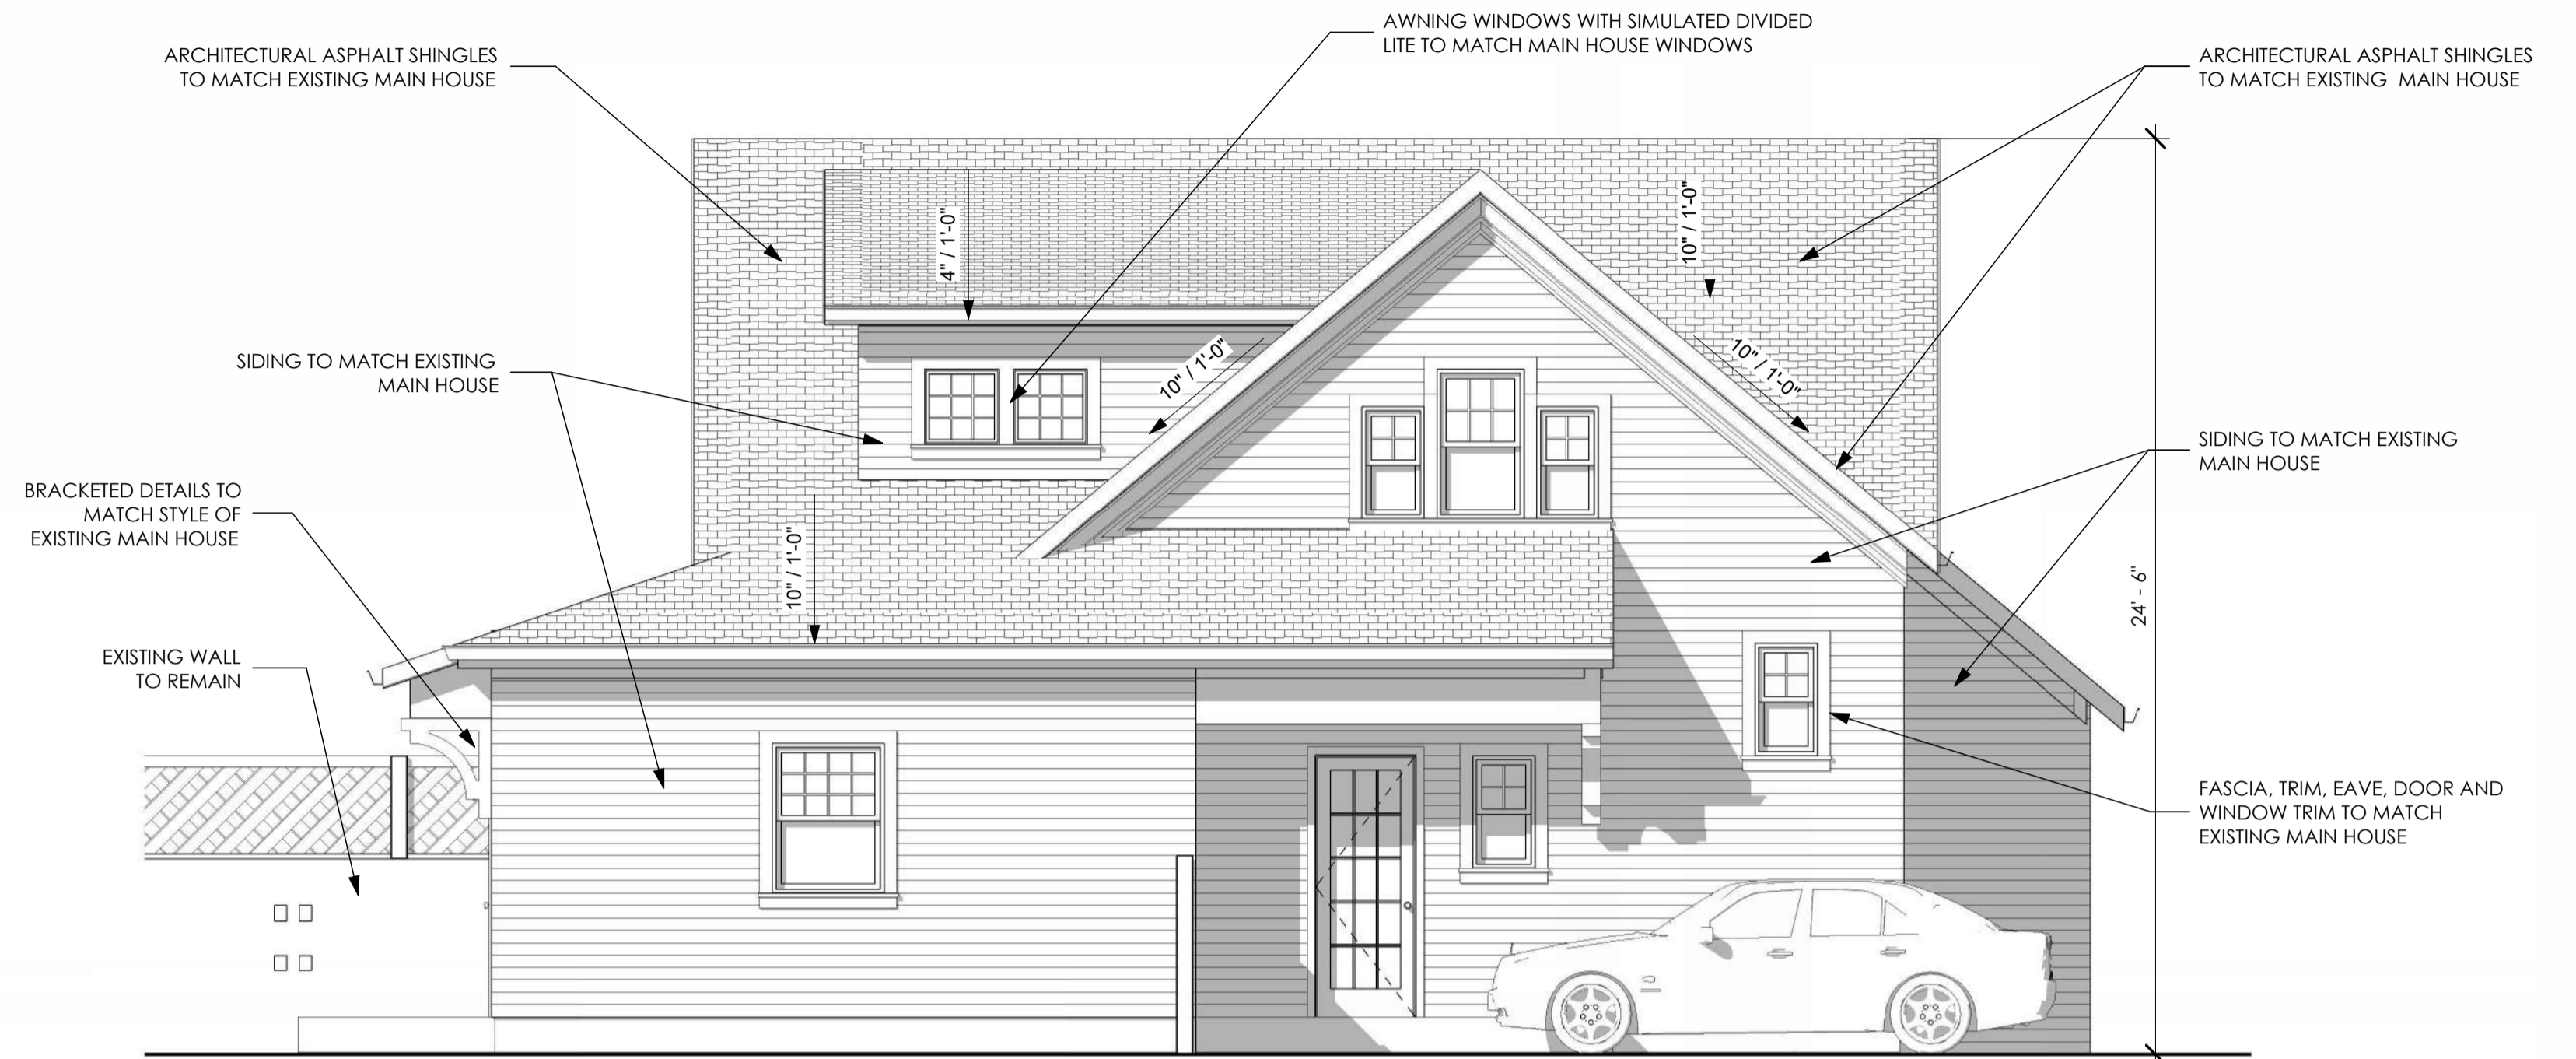 AWNING WINDOWS WITH SIMULATED DIVIDED
LITE TO MATCH MAIN HOUSE WINDOWS
ARCHITECTURAL ASPHALT SHINGLES
TO MATCH EXISTING MAIN HOUSE
ARCHITECTURAL ASPHALT SHINGLES
TO MATCH EXISTING MAIN HOUSE
4" / 1'-0"
10" / 1'-0"
10" / 1'-0"
10" / 1'-0"
SIDING TO MATCH EXISTING
MAIN HOUSE
SIDING TO MATCH EXISTING
MAIN HOUSE
BRACKETED DETAILS TO
MATCH STYLE OF
EXISTING MAIN HOUSE
10" / 1'-0"
24' - 6"
EXISTING WALL
TO REMAIN
FASCIA, TRIM, EAVE, DOOR AND
WINDOW TRIM TO MATCH
EXISTING MAIN HOUSE